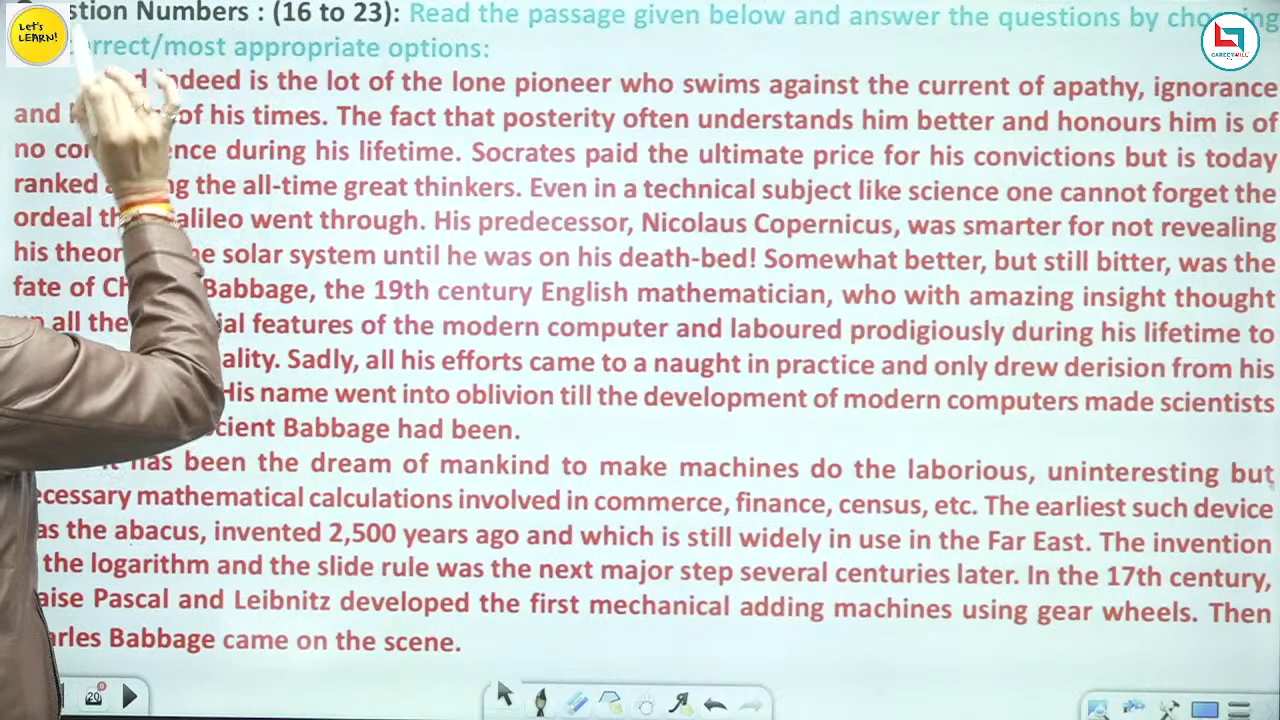 Let's
LEARN!
stion Numbers : (16 to 23): Read the passage given below and answer the questions by cho ing
rrect/most appropriate options:
d indeed is the lot of the lone pioneer who swims against the current of apathy, ignorance
and of his times. The fact that posterity often understands him better and honours him is of
no con ence during his lifetime. Socrates paid the ultimate price for his convictions but is today
ranked ng the all-time great thinkers. Even in a technical subject like science one cannot forget the
ordeal th alileo went through. His predecessor, Nicolaus Copernicus, was smarter for not revealing
his theor e solar system until he was on his death-bed! Somewhat better, but still bitter, was the
fate of Ch Babbage, the 19th century English mathematician, who with amazing insight thought
all the ial features of the modern computer and laboured prodigiously during his lifetime to
ality. Sadly, all his efforts came to a naught in practice and only drew derision from his
His name went into oblivion till the development of modern computers made scientists
cient Babbage had been.
it has been the dream of mankind to make machines do the laborious, uninteresting but
ecessary mathematical calculations involved in commerce, finance, census, etc. The earliest such device
as the abacus, invented 2,500 years ago and which is still widely in use in the Far East. The invention
the logarithm and the slide rule was the next major step several centuries later. In the 17th century,
aise Pascal and Leibnitz developed the first mechanical adding machines using gear wheels. Then
arles Babbage came on the scene.
20